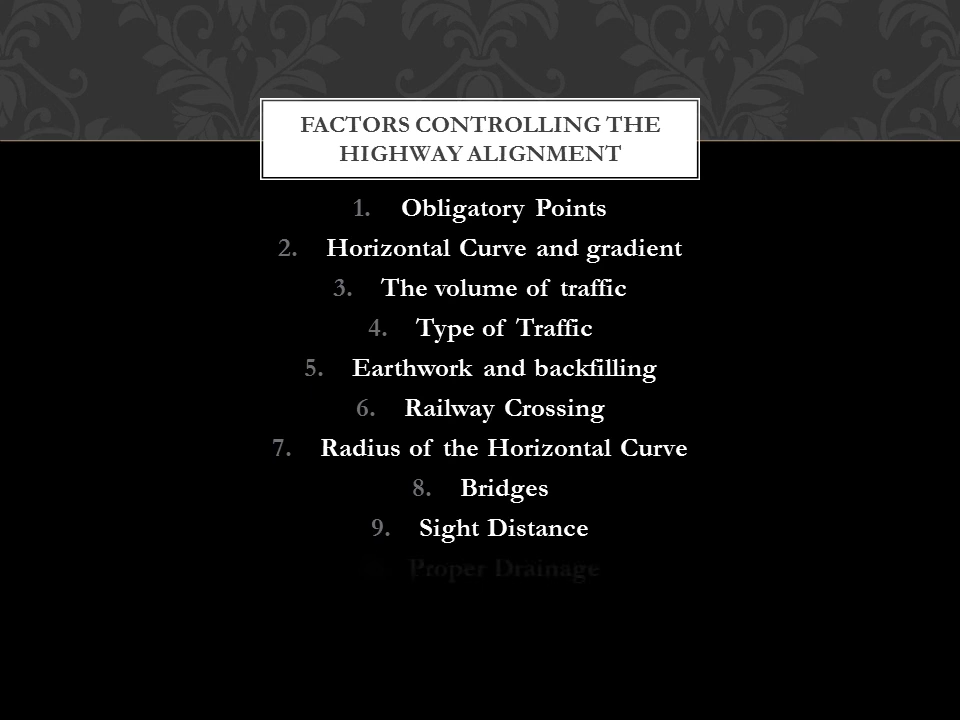 FACTORS CONTROLLING THE
HIGHWAY ALIGNMENT
1. Obligatory Points
2. Horizontal Curve and gradient
3. The volume of traffic
4. Type of Traffic
5. Earthwork and backfilling
6. Railway Crossing
7. Radius of the Horizontal Curve
8. Bridges
9. Sight Distance
Proper Drainage